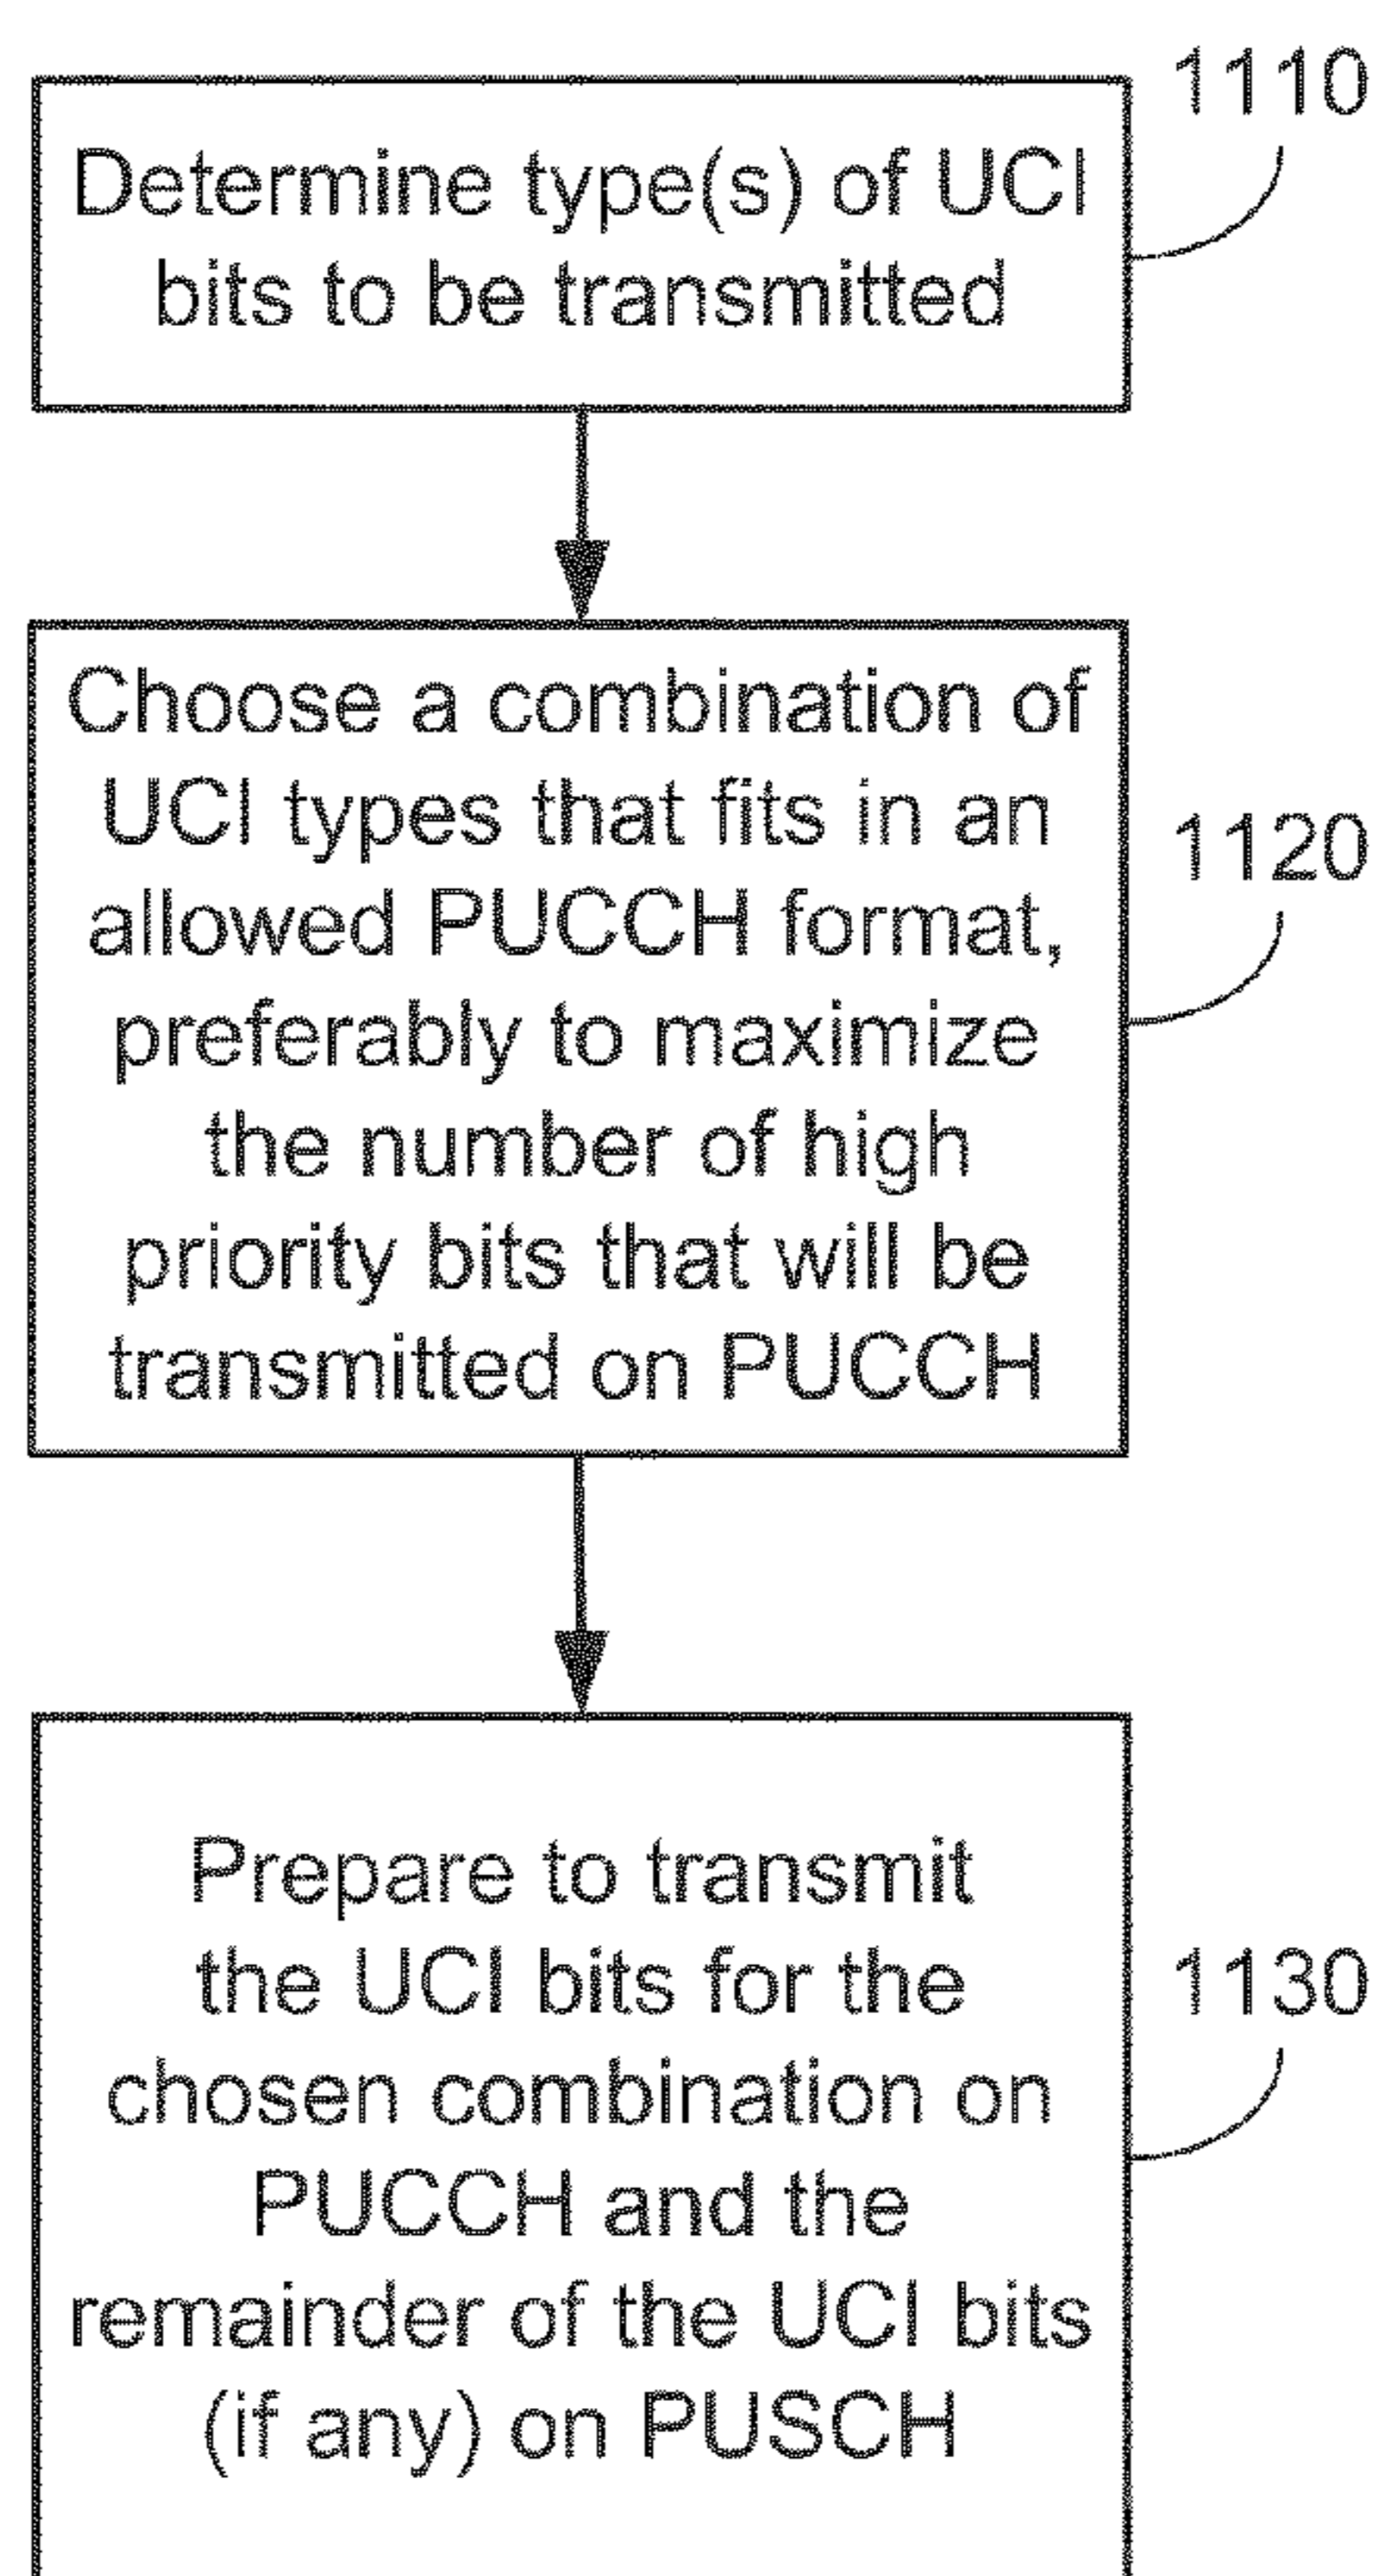 1110
Determine type(s) of UCI
bits to be transmitted
Choose a combination of
UCI types that fits in an
allowed PUCCH format,
preferably to maximize
the number of high
priority bits that will be
transmitted on PUCCH
1120
Prepare to transmit
the UCI bits for the
chosen combination on
PUCCH and the
remainder of the UCI bits
(if any) on PUSCH
1130